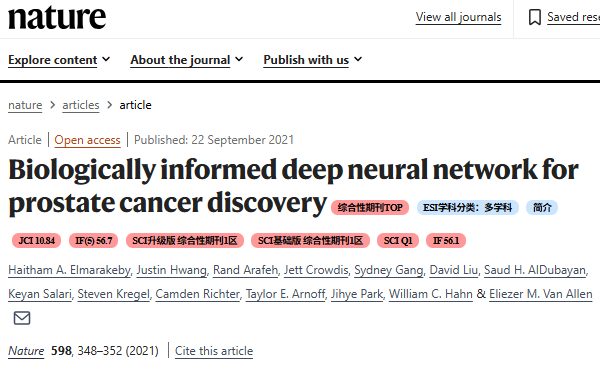 nature
View all journals
Saved rese
Explore content
About the journal
Publish with us
nature > articles > article
Article | Open access | Published: 22 September 2021
Biologically informed deep neural network for
prostate cancer discovery 综合性期刊TOP ESI学科分类：多学科 简介
JCI 10.84 IF(5) 56.7 SCI升级版 综合性期刊1区 SCI基础版 综合性期刊1区 SCI Q1 IF 56.1
Haitham A. Elmarakeby, Justin Hwang, Rand Arafeh, Jett Crowdis, Sydney Gang, David Liu, Saud H. AlDubayan,
Keyan Salari, Steven Kregel, Camden Richter, Taylor E. Arnoff, Jihye Park, William C. Hahn & Eliezer M. Van Allen
Nature 598, 348–352 (2021) | Cite this article